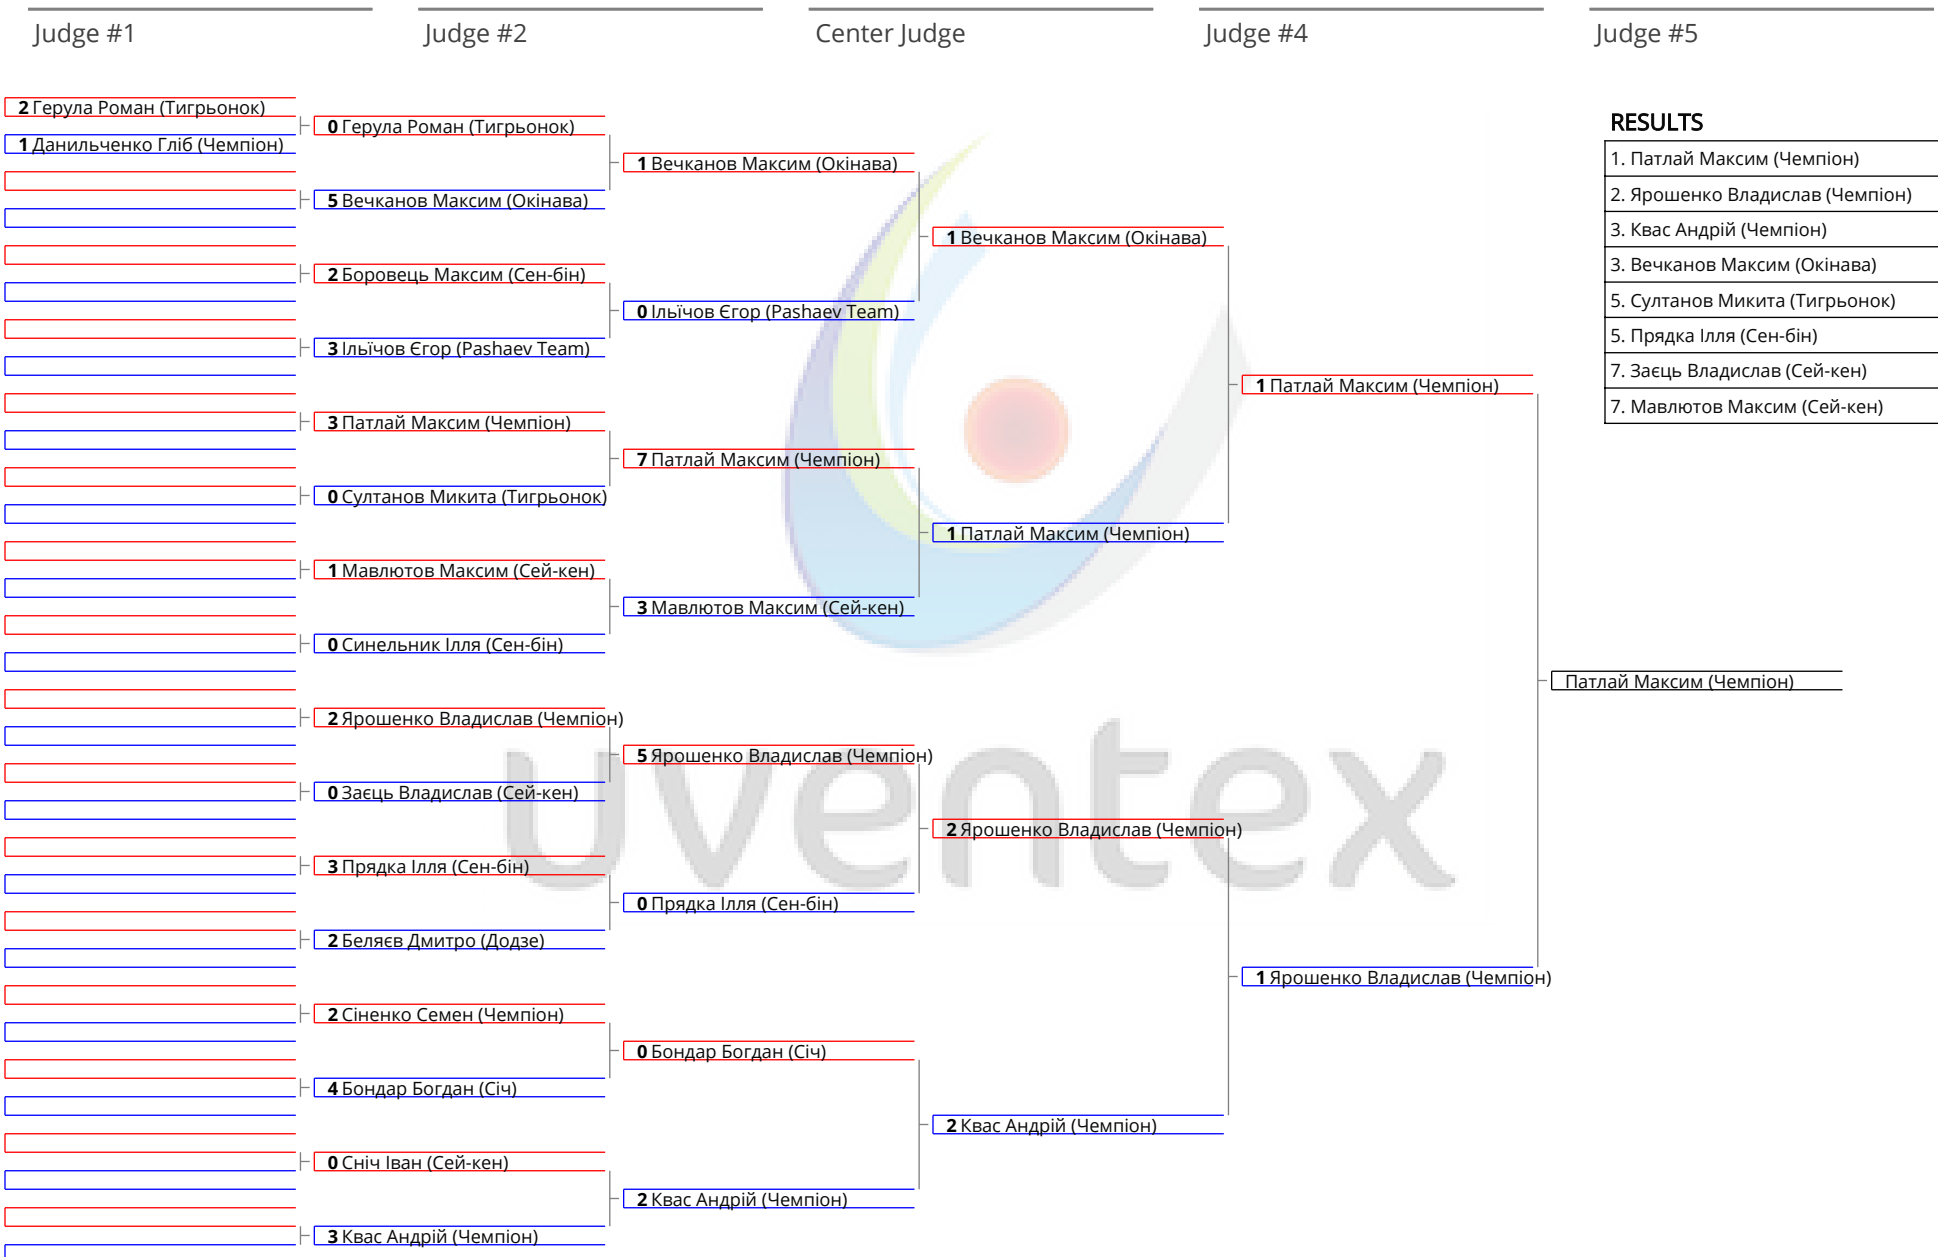 Judge #1
Judge #2
Center Judge
Judge #4
Judge #5
2 Герула Роман (Тигрьонок)
1 Данильченко Гліб (Чемпіон)
0 Герула Роман (Тигрьонок)
5 Вечканов Максим (Окінава)
2 Боровець Максим (Сен-бін)
3 Ільїчов Єгор (Pashaev Team)
3 Патлай Максим (Чемпіон)
0 Султанов Микита (Тигрьонок)
1 Мавлютов Максим (Сей-кен)
0 Синельник Ілля (Сен-бін)
2 Ярошенко Владислав (Чемпіон)
0 Заєць Владислав (Сей-кен)
3 Прядка Ілля (Сен-бін)
2 Беляєв Дмитро (Додзе)
2 Сіненко Семен (Чемпіон)
4 Бондар Богдан (Січ)
0 Сніч Іван (Сей-кен)
3 Квас Андрій (Чемпіон)
1 Вечканов Максим (Окінава)
0 Ільїчов Єгор (Pashaev Team)
7 Патлай Максим (Чемпіон)
3 Мавлютов Максим (Сей-кен)
5 Ярошенко Владислав (Чемпіон)
0 Прядка Ілля (Сен-бін)
0 Бондар Богдан (Січ)
2 Квас Андрій (Чемпіон)
1 Вечканов Максим (Окінава)
1 Патлай Максим (Чемпіон)
2 Ярошенко Владислав (Чемпіон)
2 Квас Андрій (Чемпіон)
1 Патлай Максим (Чемпіон)
1 Ярошенко Владислав (Чемпіон)
Патлай Максим (Чемпіон)
RESULTS
1. Патлай Максим (Чемпіон)
2. Ярошенко Владислав (Чемпіон)
3. Квас Андрій (Чемпіон)
3. Вечканов Максим (Окінава)
5. Султанов Микита (Тигрьонок)
5. Прядка Ілля (Сен-бін)
7. Заєць Владислав (Сей-кен)
7. Мавлютов Максим (Сей-кен)
uventex